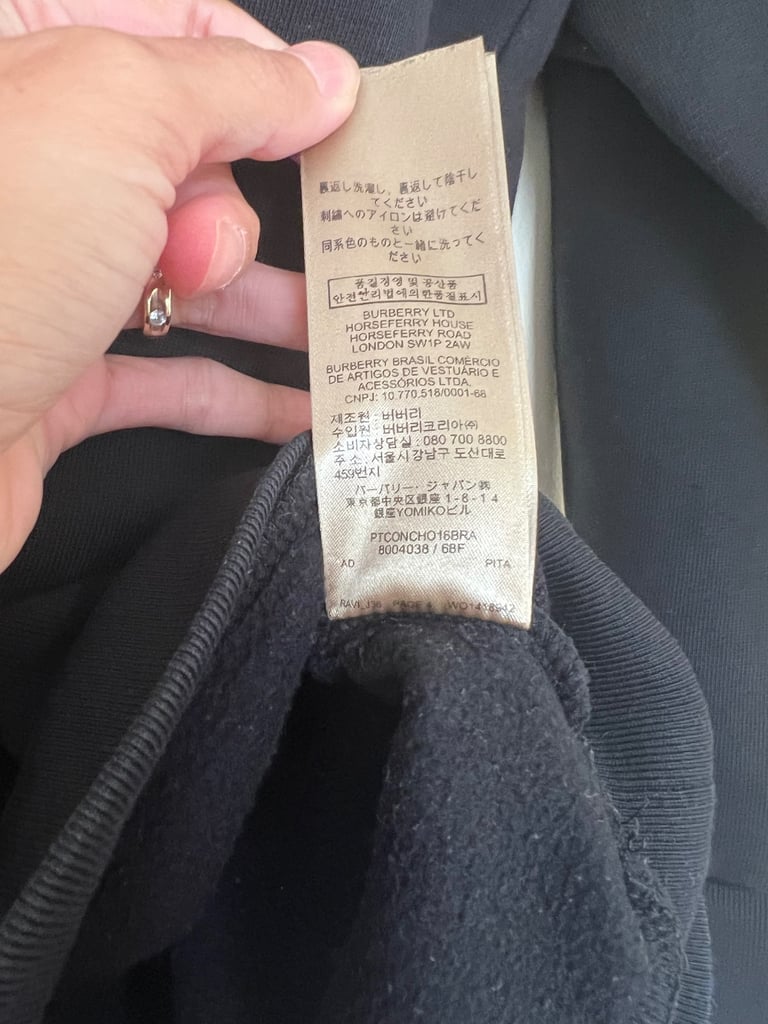 裏返し洗濯し、裏返して陰干し
てください
刺繍へのアイロンは避けてくだ
さい
同系色のものと一緒に洗ってく
ださい
품질경영 및 공산품
안전관리법에의한품질표시
BURBERRY LTD
HORSEFERRY HOUSE
HORSEFERRY ROAD
LONDON SW1P 2AW
BURBERRY BRASIL COMÉRCIO
DE ARTIGOS DE VESTUÁRIO E
ACESSÓRIOS LTDA.
CNPJ: 10.770.518/0001-68
제조원 : 버버리
수입원 : 버버리코리아㈜
소비자상담실 : 080 700 8800
주 소 : 서울시강남구 도산대로
459번지
バーバリー・ジャパン㈱
東京都中央区銀座 1-8-14
銀座YOMIKOビル
PTCONCHO16BRA
8004038 / 6BF
AD PITA
RAVI_J36 PAGE 4 WO1418942